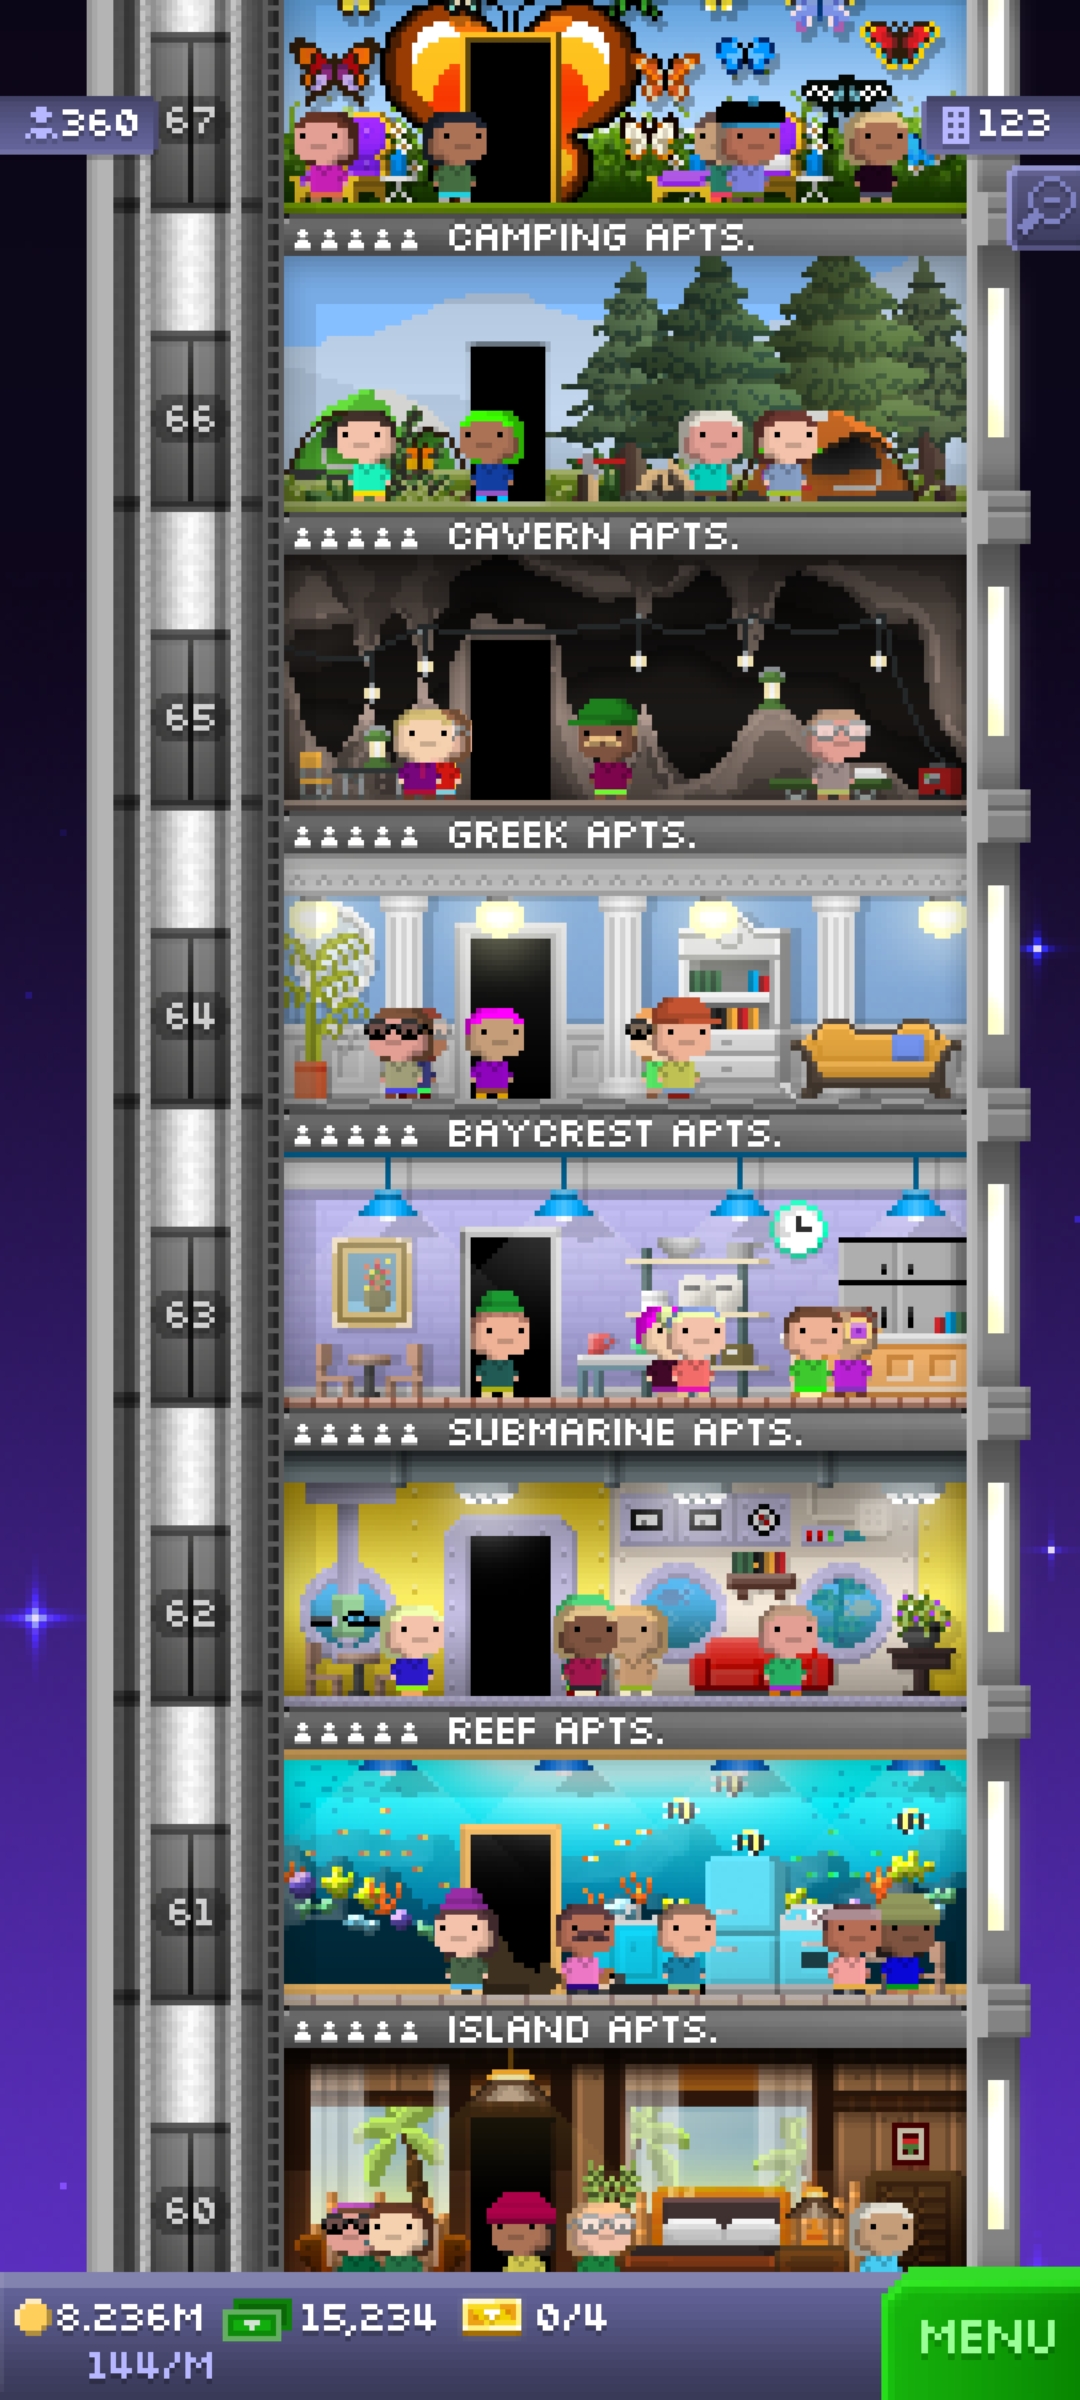 360
67
123
CAMPING APTS.
66
CAVERN APTS.
65
GREEK APTS.
64
BAYCREST APTS.
63
SUBMARINE APTS.
62
REEF APTS.
61
ISLAND APTS.
60
8.236M 15,234 0/4
144/M
MENU